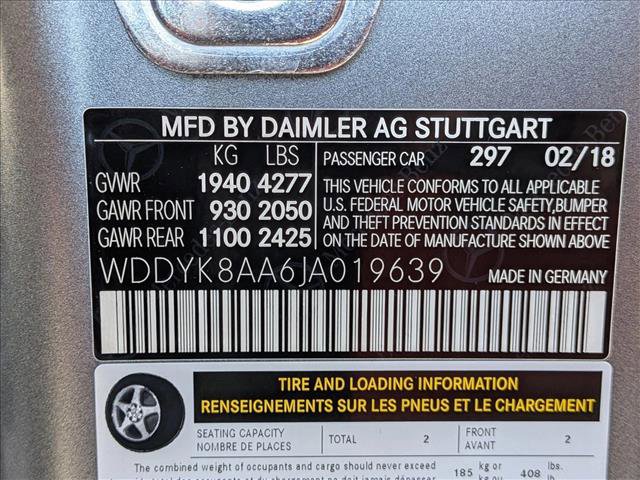 MFD BY DAIMLER AG STUTTGART
KG LBS
GVWR 1940 4277
GAWR FRONT 930 2050
GAWR REAR 1100 2425
PASSENGER CAR 297 02/18
THIS VEHICLE CONFORMS TO ALL APPLICABLE
U.S. FEDERAL MOTOR VEHICLE SAFETY,BUMPER
AND THEFT PREVENTION STANDARDS IN EFFECT
ON THE DATE OF MANUFACTURE SHOWN ABOVE
WDDYK8AA6JA019639 MADE IN GERMANY
TIRE AND LOADING INFORMATION
RENSEIGNEMENTS SUR LES PNEUS ET LE CHARGEMENT
SEATING CAPACITY
NOMBRE DE PLACES
TOTAL 2
FRONT
AVANT
2
The combined weight of occupants and cargo should never exceed
185 kg or 408 lbs.